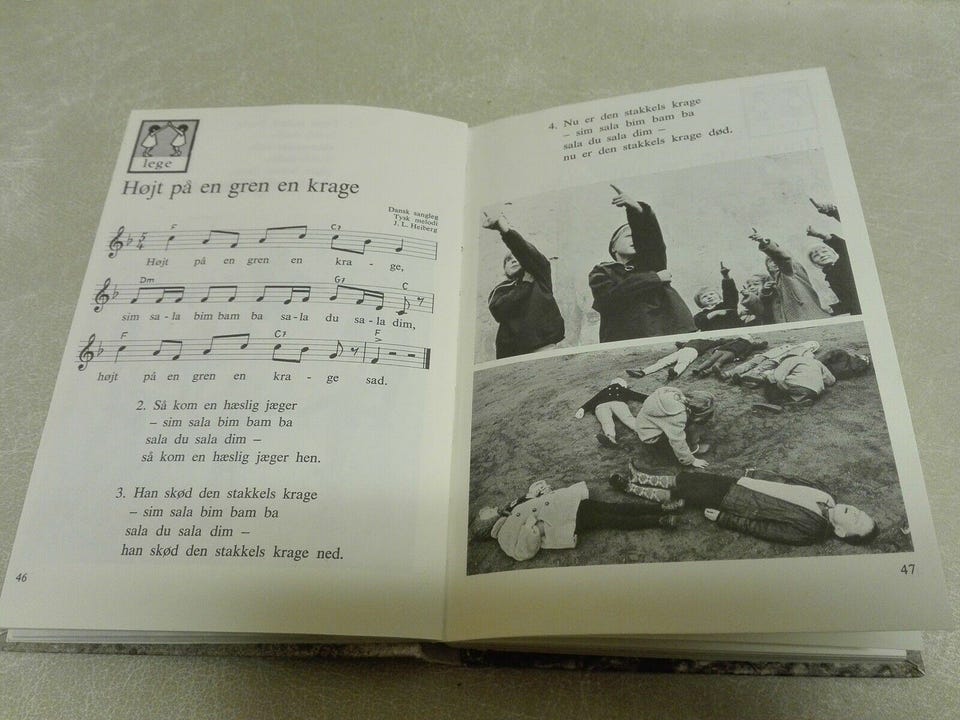 lege
Højt på en gren en krage
Dansk sangleg
Tysk melodi
J. L. Heiberg
F C7
5/4
Højt på en gren en kra - ge,
Dm G7 C
sim sa - la bim bam ba sa - la du sa - la dim,
F C7 F
højt på en gren en kra - ge sad.
2. Så kom en hæslig jæger
– sim sala bim bam ba
sala du sala dim –
så kom en hæslig jæger hen.
3. Han skød den stakkels krage
– sim sala bim bam ba
sala du sala dim –
han skød den stakkels krage ned.
46
4. Nu er den stakkels krage
– sim sala bim bam ba
sala du sala dim –
nu er den stakkels krage død.
47